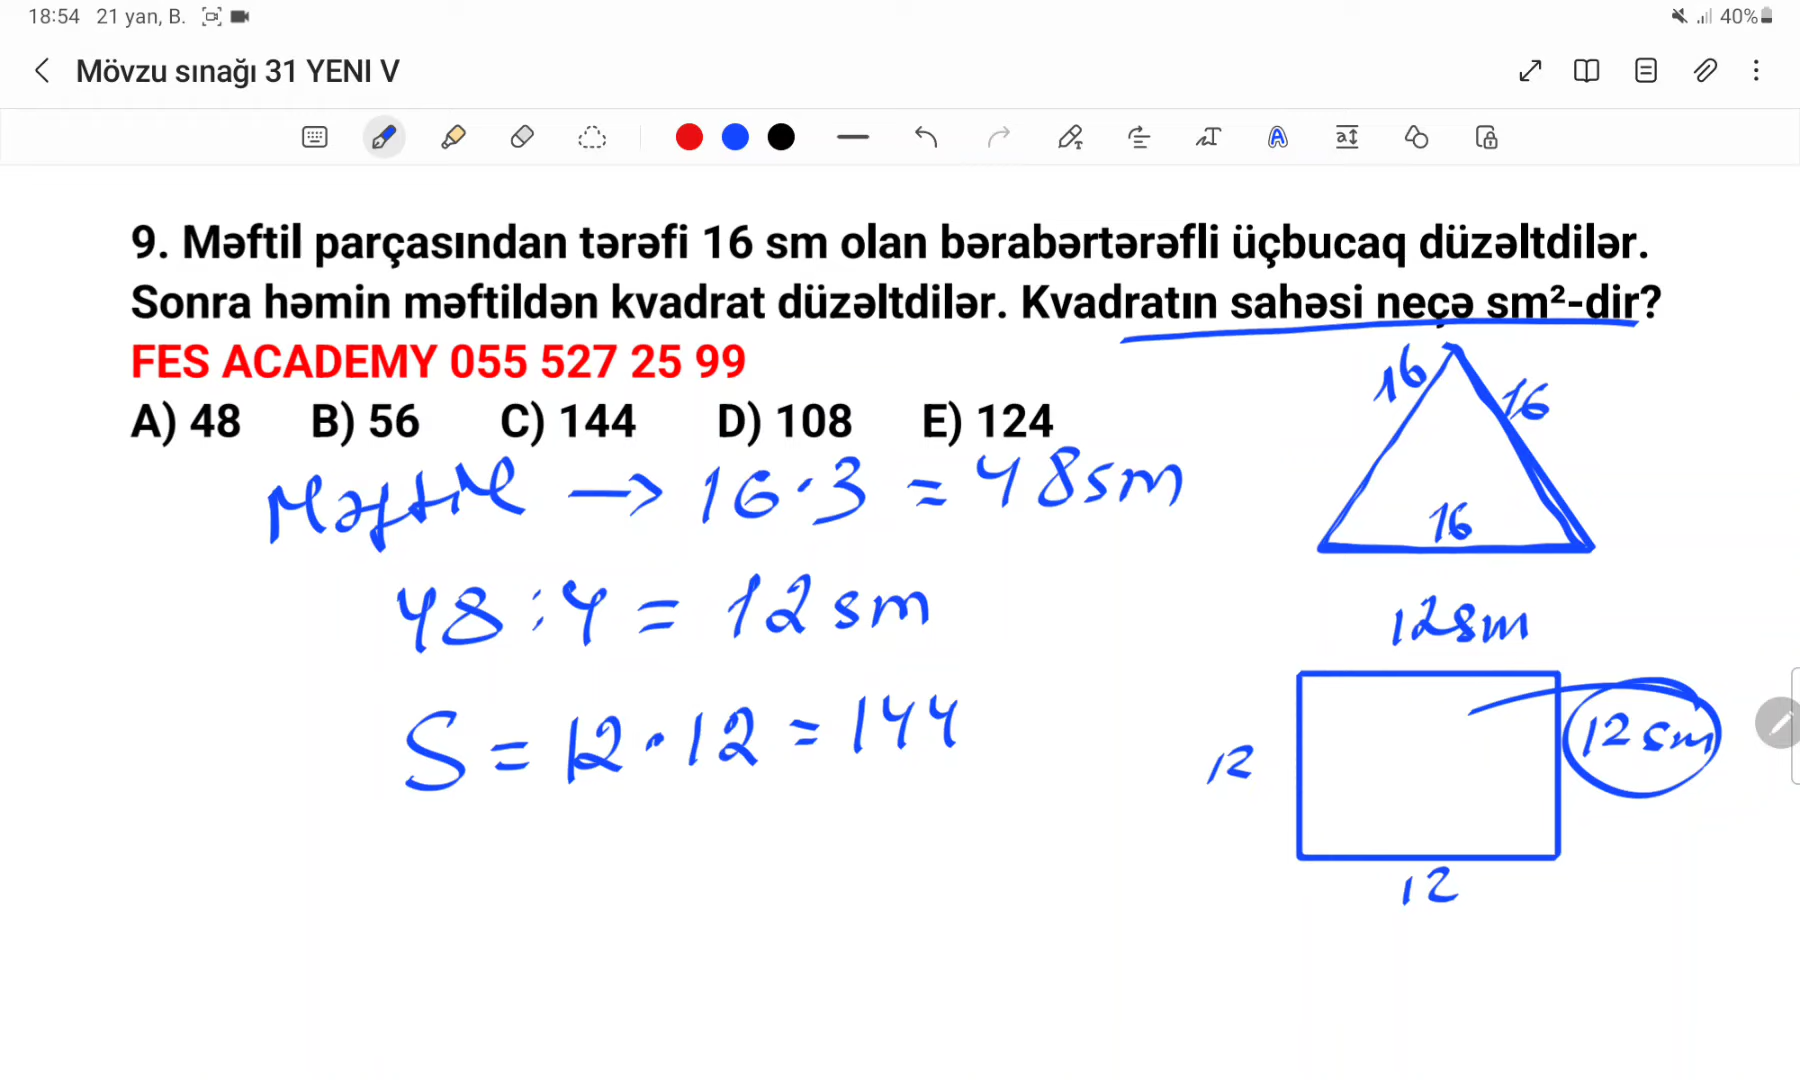 18:54 21 yan, B. 40%
Mövzu sınağı 31 YENI V
9. Məftil parçasından tərəfi 16 sm olan bərabərtərəfli üçbucaq düzəltdilər.
Sonra həmin məftildən kvadrat düzəltdilər. Kvadratın sahəsi neçə sm²-dir?
FES ACADEMY 055 527 25 99
A) 48 B) 56 C) 144 D) 108 E) 124
16
16
Məftil → 16·3 = 48sm
16
48:4 = 12sm
12sm
S = 12·12 = 144
12sm
12
12